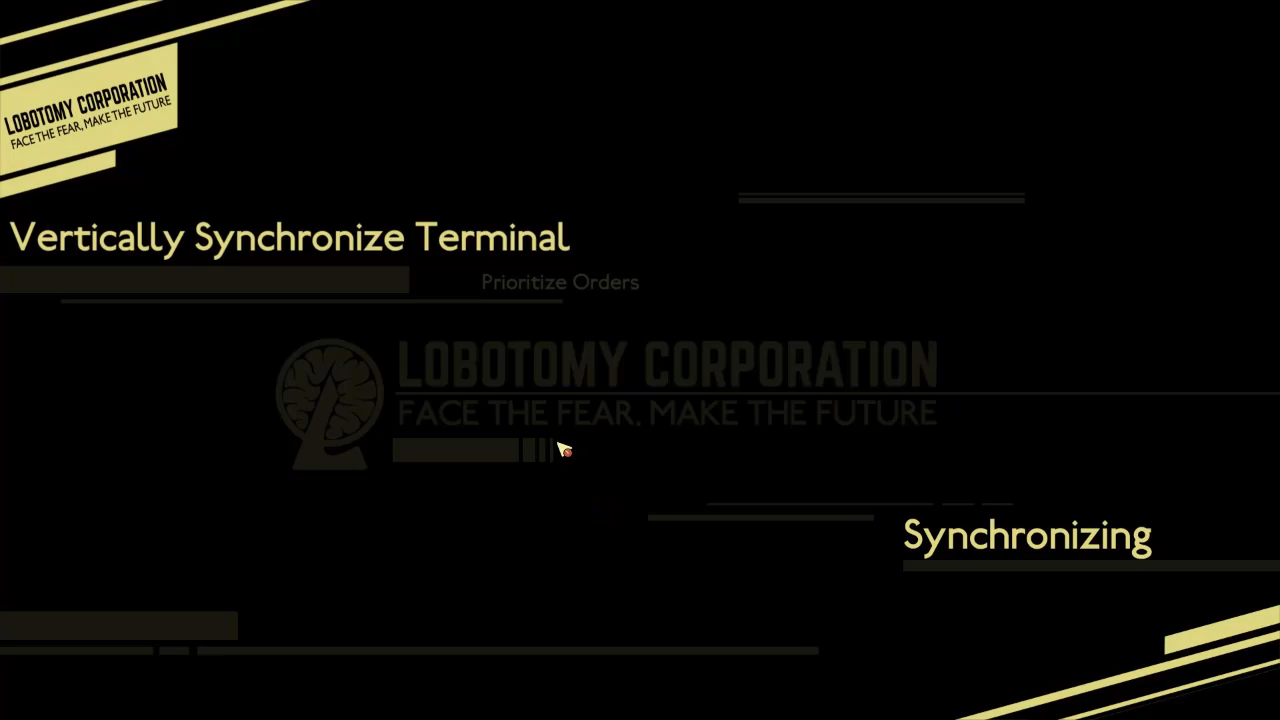 LOBOTOMY CORPORATION
FACE THE FEAR, MAKE THE FUTURE
Vertically Synchronize Terminal
Prioritize Orders
LOBOTOMY CORPORATION
FACE THE FEAR, MAKE THE FUTURE
Synchronizing